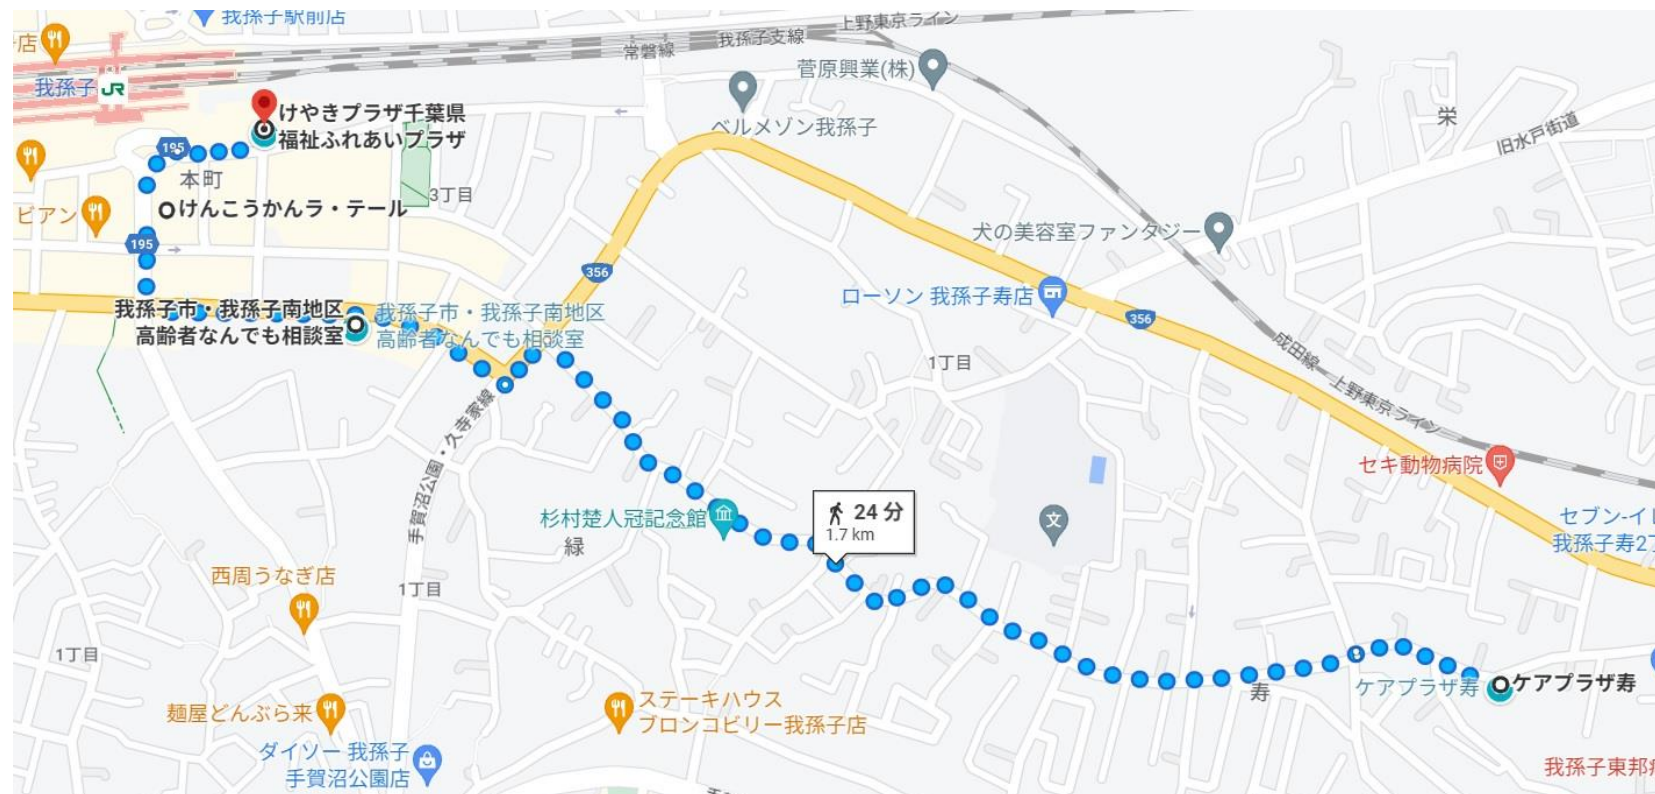 我孫子駅前店
上野東京ライン
店
常磐線
我孫子支線
菅原興業(株)
我孫子
JR
けやきプラザ千葉県
福祉ふれあいプラザ
ベルメゾン我孫子
栄
旧水戸街道
195
本町
3丁目
ビアン
けんこうかんラ・テール
犬の美容室ファンタジー
195
356
ローソン 我孫子寿店
356
我孫子市・我孫子南地区
高齢者なんでも相談室
我孫子市・我孫子南地区
高齢者なんでも相談室
1丁目
成田線
上野東京ライン
手賀沼公園・久寺家線
セキ動物病院
杉村楚人冠記念館
緑
24 分
1.7 km
文
セブン-イレ
我孫子寿2丁
西周うなぎ店
1丁目
1丁目
ケアプラザ寿
ケアプラザ寿
寿
麺屋どんぶら来
ステーキハウス
ブロンコビリー我孫子店
ダイソー 我孫子
手賀沼公園店
我孫子東邦病